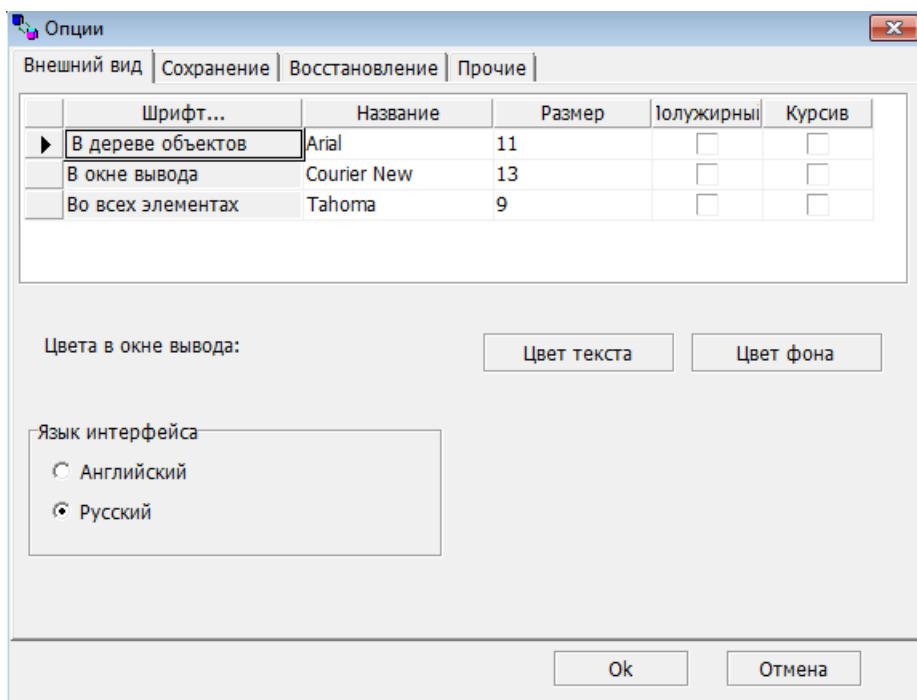 Опции
Внешний вид Сохранение Восстановление Прочие
Шрифт... Название Размер Полужирный Курсив
В дереве объектов Arial 11
В окне вывода Courier New 13
Во всех элементах Tahoma 9
Цвета в окне вывода: Цвет текста Цвет фона
Язык интерфейса
Английский
Русский
Ok Отмена